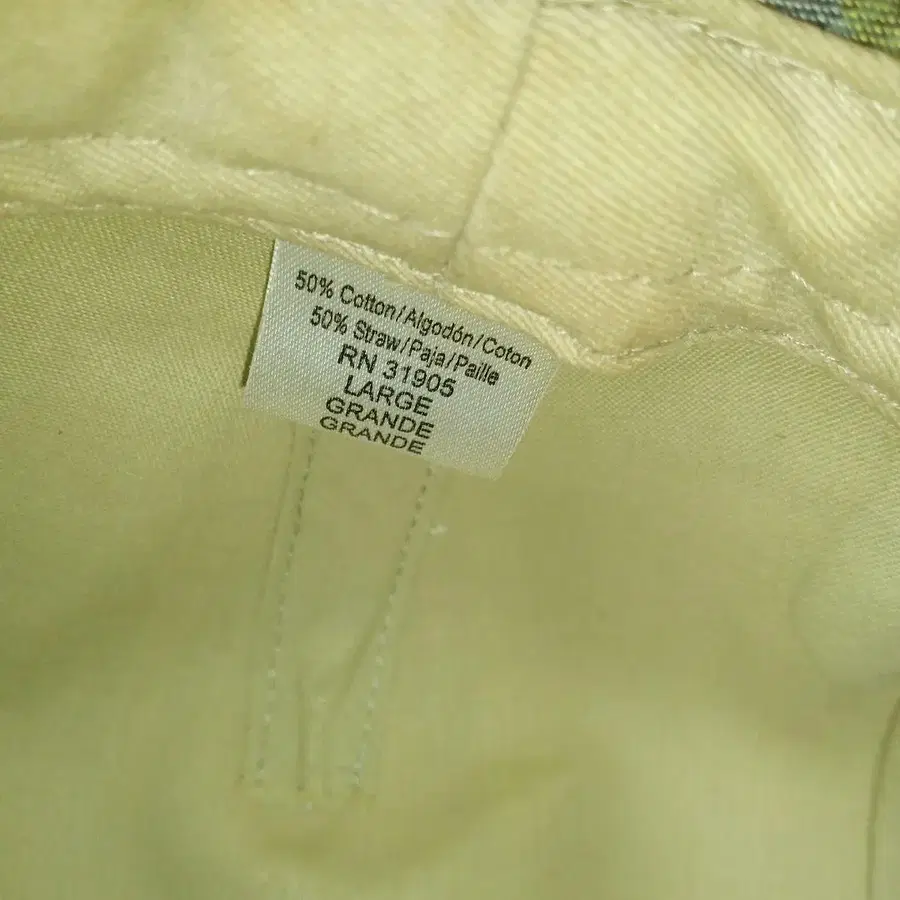 50% Cotton/Algodón/Coton
50% Straw/Paja/Paille
RN 31905
LARGE
GRANDE
GRANDE